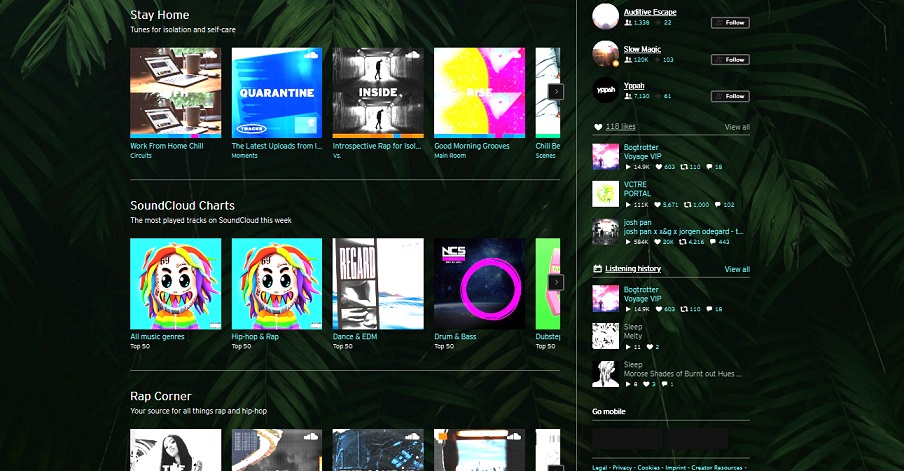 Stay Home
Tunes for isolation and self-care
QUARANTINE
TRACKS
INSIDE
RISE
Work From Home Chill
Circuits
The Latest Uploads from I...
Moments
Introspective Rap for Isol...
Vs.
Good Morning Grooves
Main Room
Chill Be
Scenes
SoundCloud Charts
The most played tracks on SoundCloud this week
REGARD
NCS
All music genres
Top 50
Hip-hop & Rap
Top 50
Dance & EDM
Top 50
Drum & Bass
Top 50
Dubstep
Top 50
Rap Corner
Your source for all things rap and hip-hop
THE
Auditive Escape
1,338 22
Follow
Slow Magic
120K 103
Follow
yppah
Yppah
7,130 61
Follow
118 likes
View all
Bogtrotter
Voyage VIP
14.9K 603 110 18
VCTRE
PORTAL
111K 5,671 1,000 102
josh pan
josh pan x x&g x jorgen odegard - t...
584K 20K 4,216 443
Listening history
View all
Bogtrotter
Voyage VIP
14.9K 603 110 18
Sleep
Melty
11 2
Sleep
Morose Shades of Burnt out Hues ...
8 3 1
Go mobile
Legal - Privacy - Cookies - Imprint - Creator Resources -